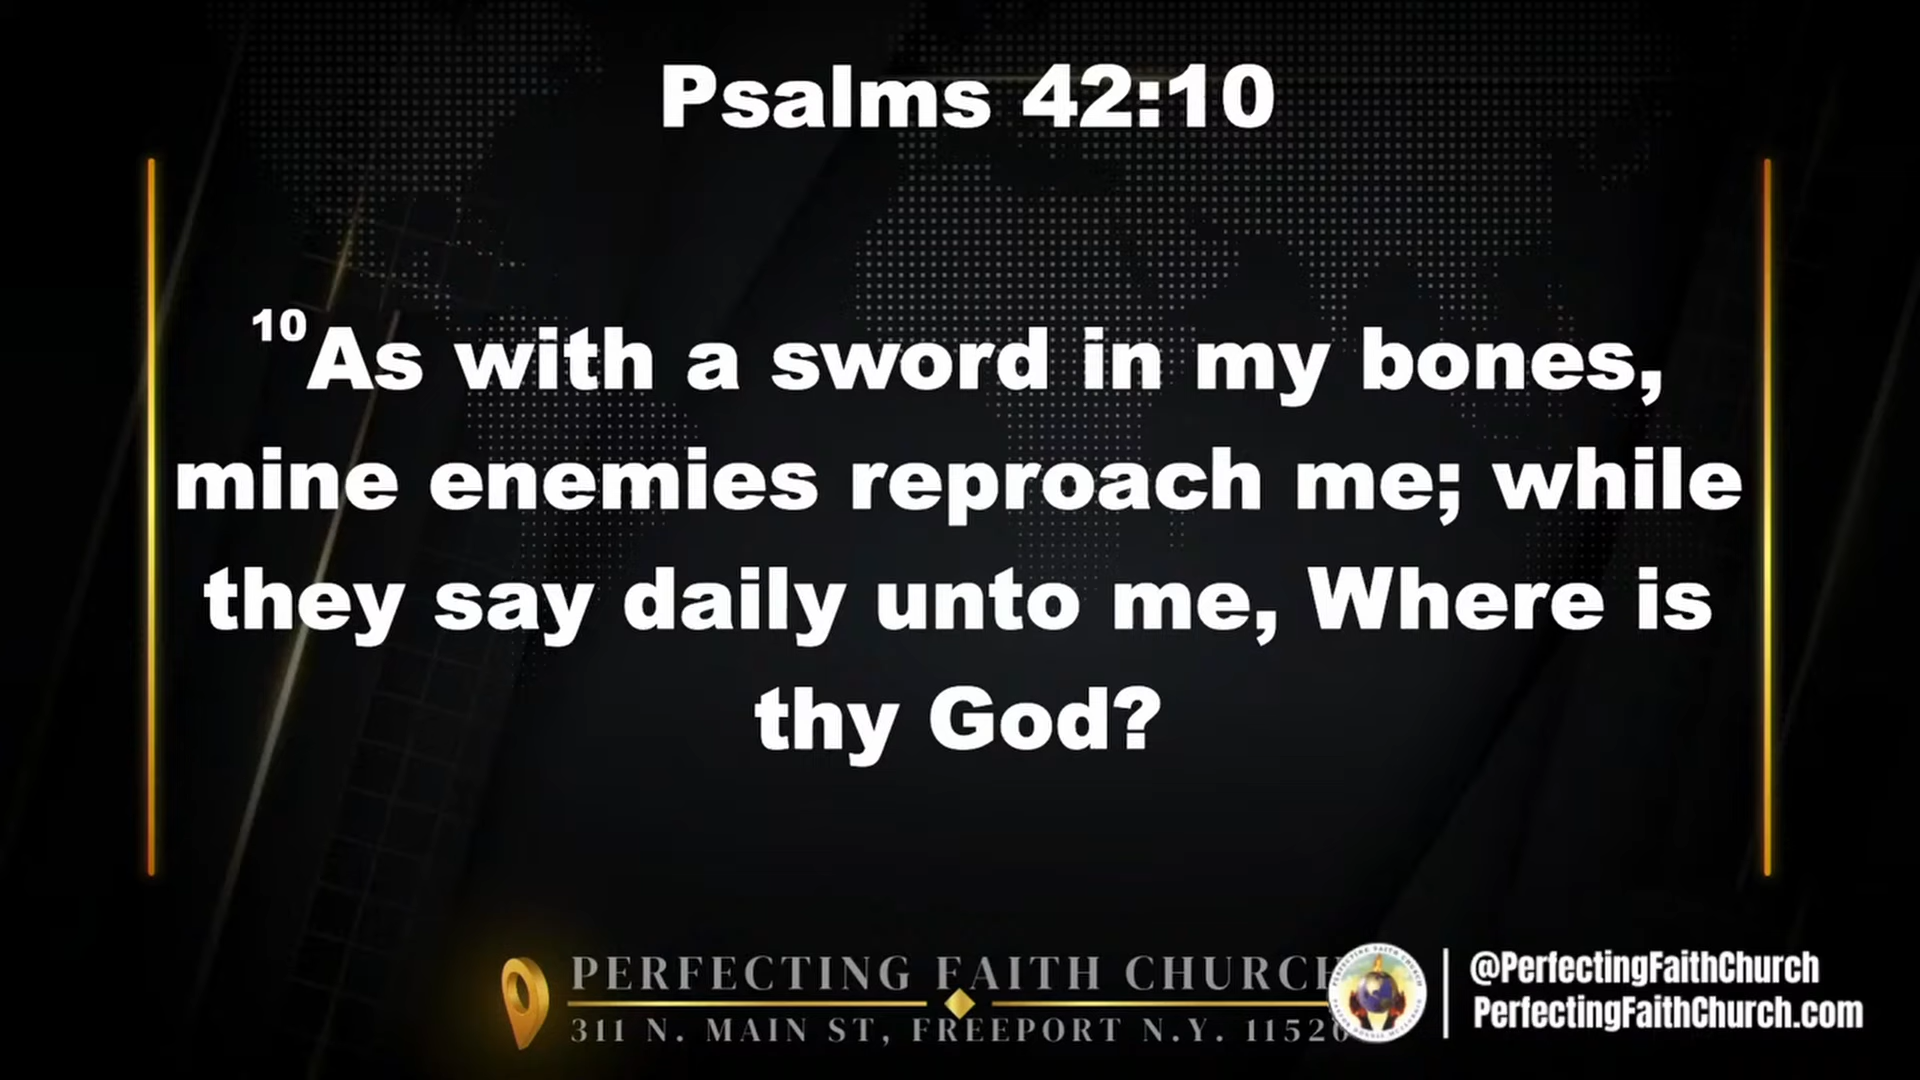 Psalms 42:10
10As with a sword in my bones,
mine enemies reproach me; while
they say daily unto me, Where is
thy God?
PERFECTING FAITH CHURCH
311 N. MAIN ST, FREEPORT N.Y. 11520
@PerfectingFaithChurch
PerfectingFaithChurch.com